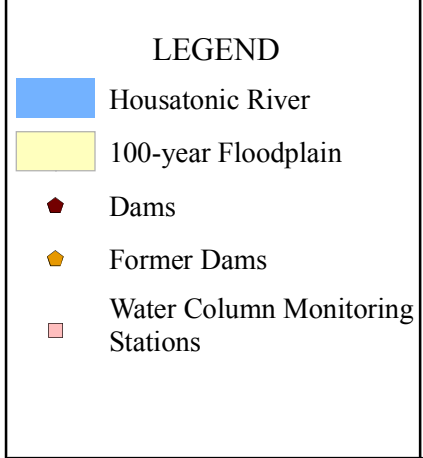 LEGEND
Housatonic River
100-year Floodplain
Dams
Former Dams
Water Column Monitoring
Stations